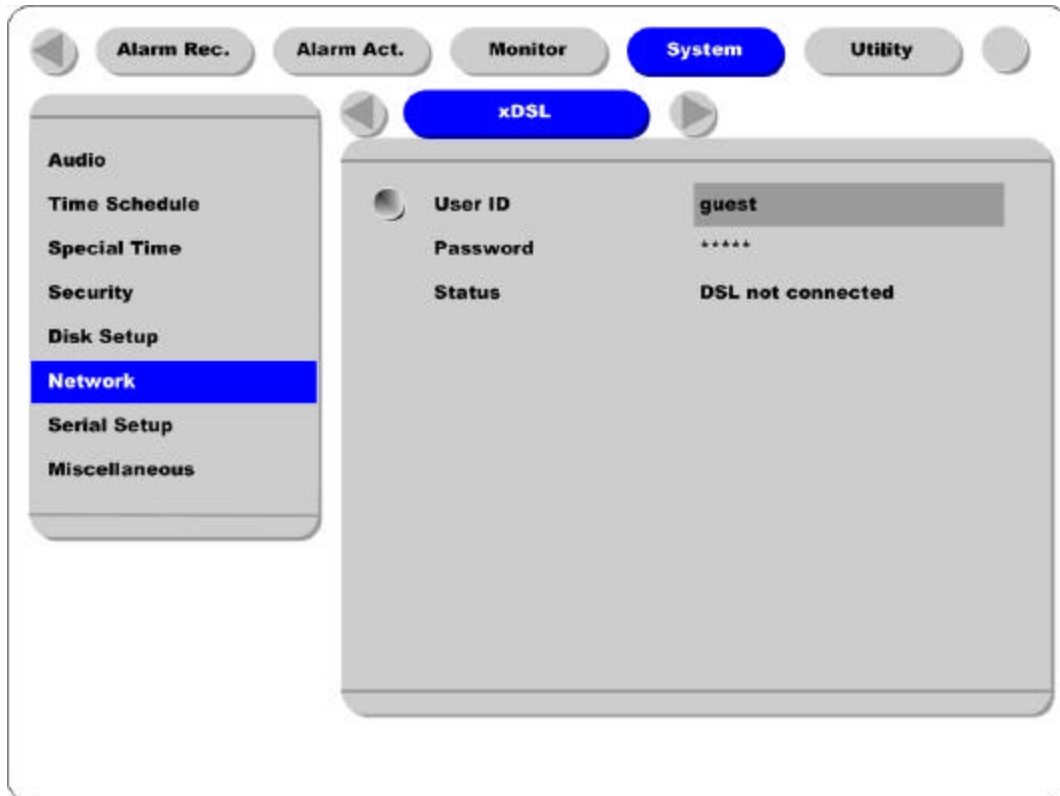 Alarm Rec. Alarm Act. Monitor System Utility
xDSL
Audio
Time Schedule
Special Time
Security
Disk Setup
Network
Serial Setup
Miscellaneous
User ID guest
Password *****
Status DSL not connected